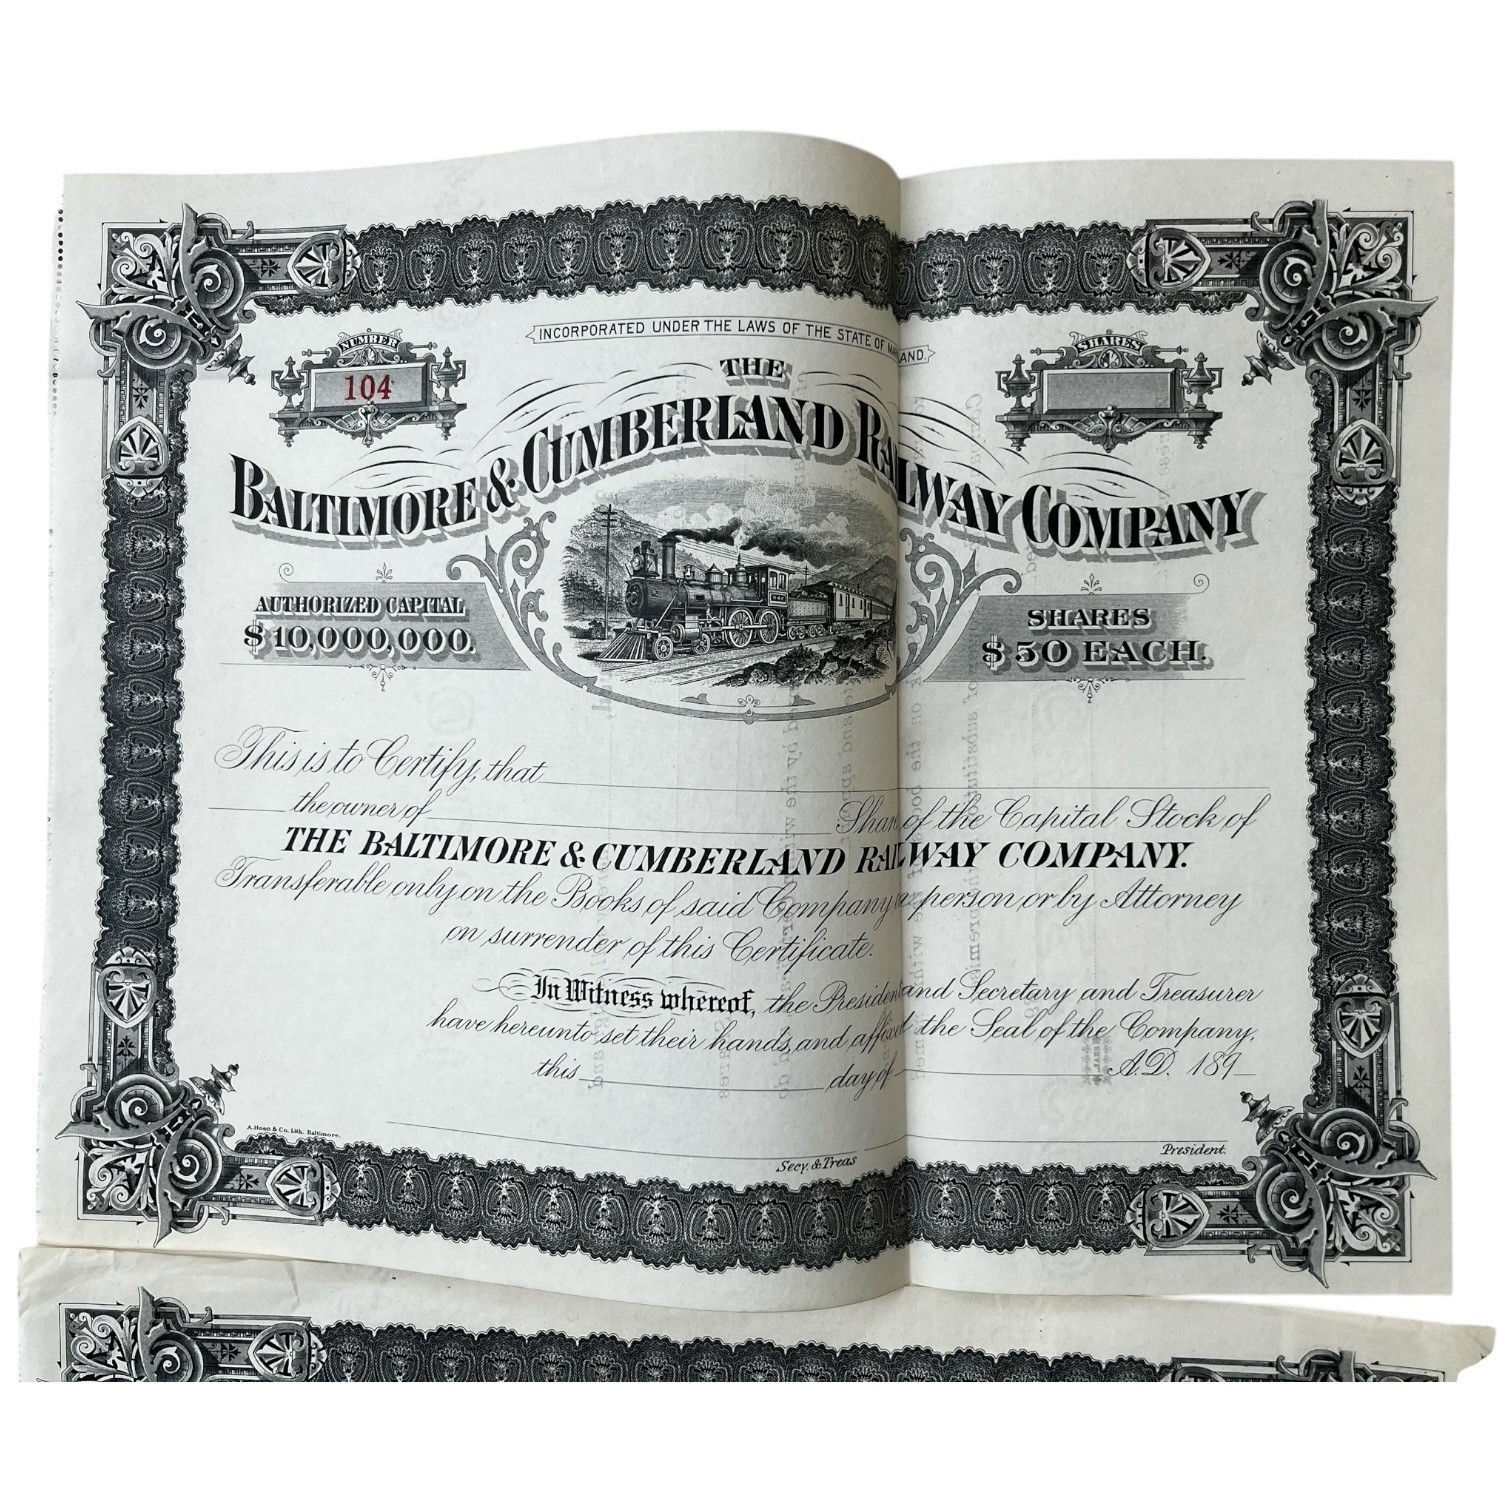 INCORPORATED UNDER THE LAWS OF THE STATE OF MARYLAND.
NUMBER
104
SHARES
THE
BALTIMORE & CUMBERLAND RAILWAY COMPANY
AUTHORIZED CAPITAL
$10,000,000.
SHARES
$50 EACH.
This is to Certify, that
the owner of Shares of the Capital Stock of
THE BALTIMORE & CUMBERLAND RAILWAY COMPANY.
Transferable only on the Books of said Company in person or by Attorney
on surrender of this Certificate.
In Witness whereof, the President and Secretary and Treasurer
have hereunto set their hands, and affixed the Seal of the Company,
this day of A.D. 189
A. Hoen & Co. Lith. Baltimore.
Secy. & Treas
President.